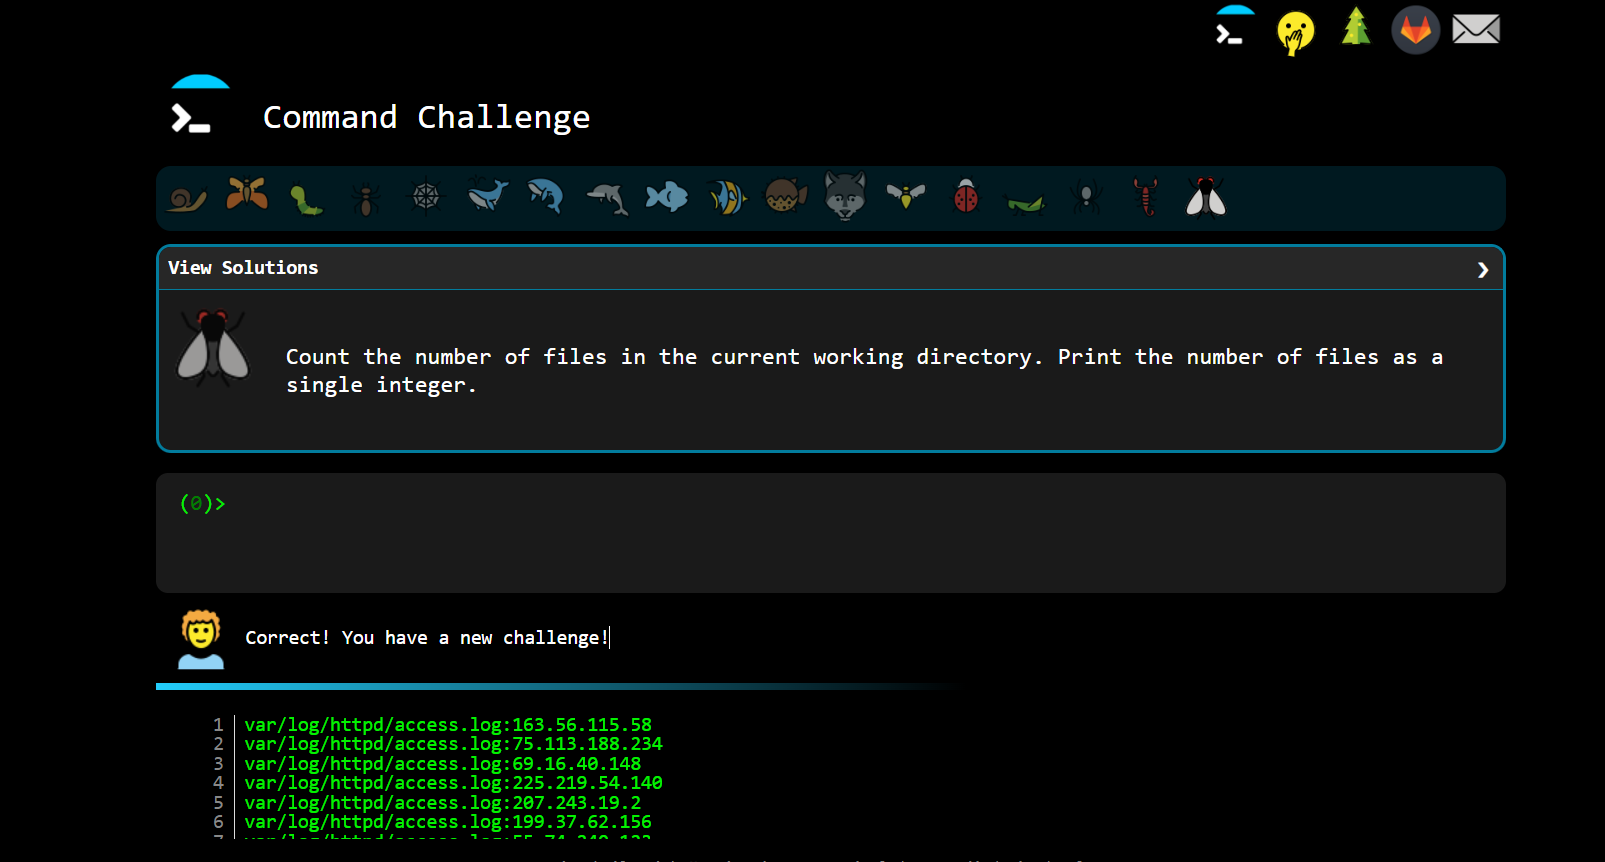 Command Challenge
View Solutions
Count the number of files in the current working directory. Print the number of files as a
single integer.
(0)>
Correct! You have a new challenge!
1 var/log/httpd/access.log:163.56.115.58
2 var/log/httpd/access.log:75.113.188.234
3 var/log/httpd/access.log:69.16.40.148
4 var/log/httpd/access.log:225.219.54.140
5 var/log/httpd/access.log:207.243.19.2
6 var/log/httpd/access.log:199.37.62.156